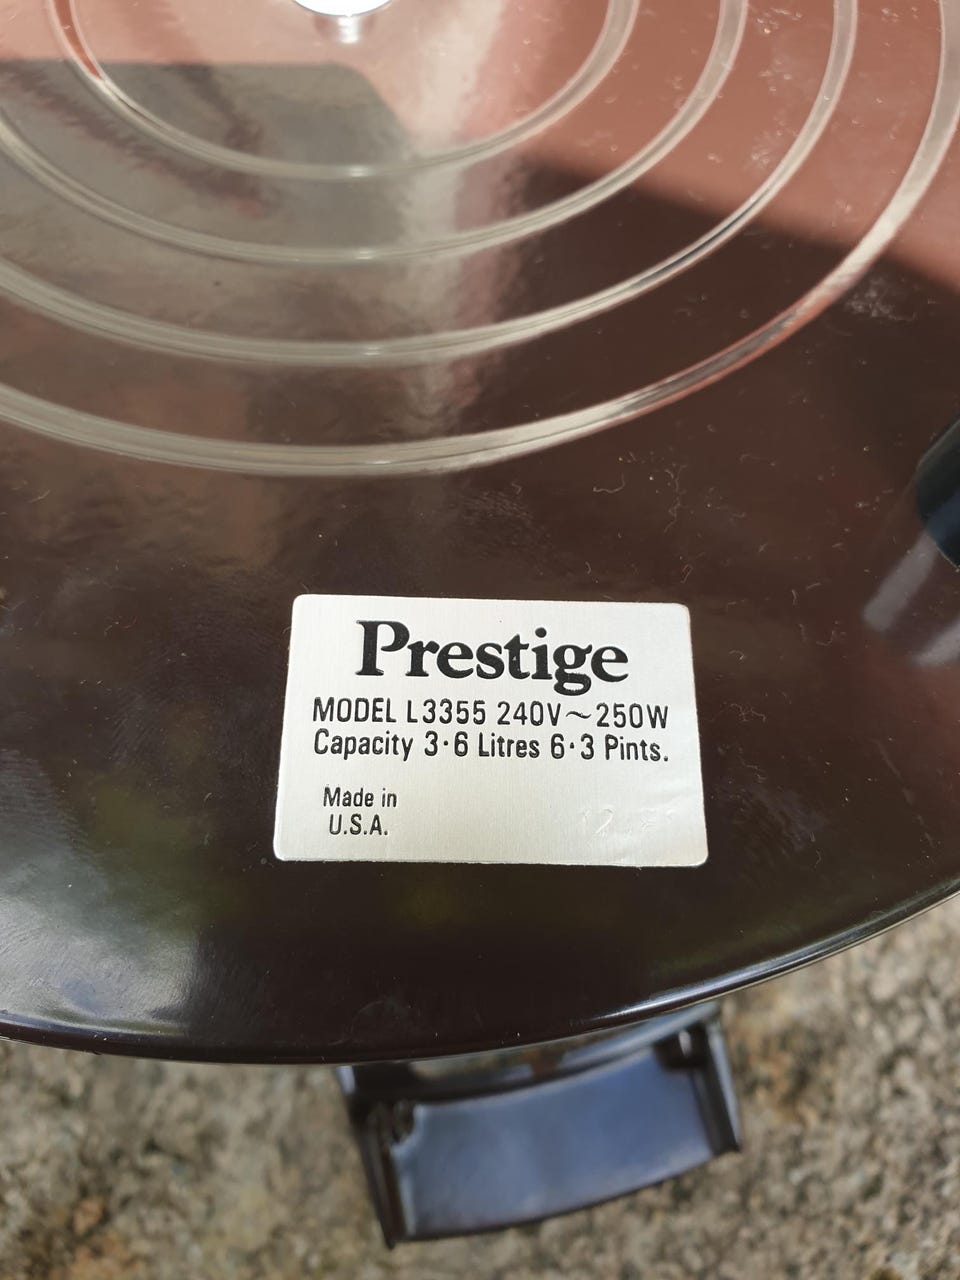 Prestige
MODEL L3355 240V~250W
Capacity 3·6 Litres 6·3 Pints.
Made in
U.S.A.